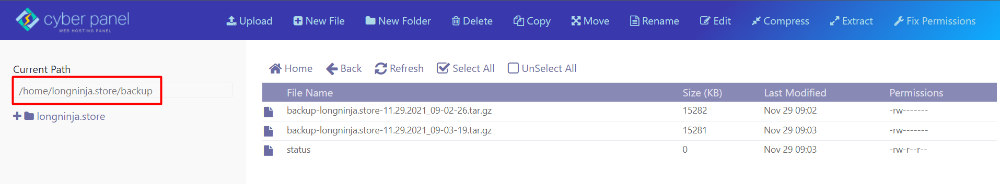 cyber panel
WEB HOSTING PANEL
Upload New File New Folder Delete Copy Move Rename Edit Compress Extract Fix Permissions
Current Path
/home/longninja.store/backup
longninja.store
Home Back Refresh Select All UnSelect All
File Name Size (KB) Last Modified Permissions
backup-longninja.store-11.29.2021_09-02-26.tar.gz 15282 Nov 29 09:02 -rw-------
backup-longninja.store-11.29.2021_09-03-19.tar.gz 15281 Nov 29 09:03 -rw-------
status 0 Nov 29 09:03 -rw-r--r--